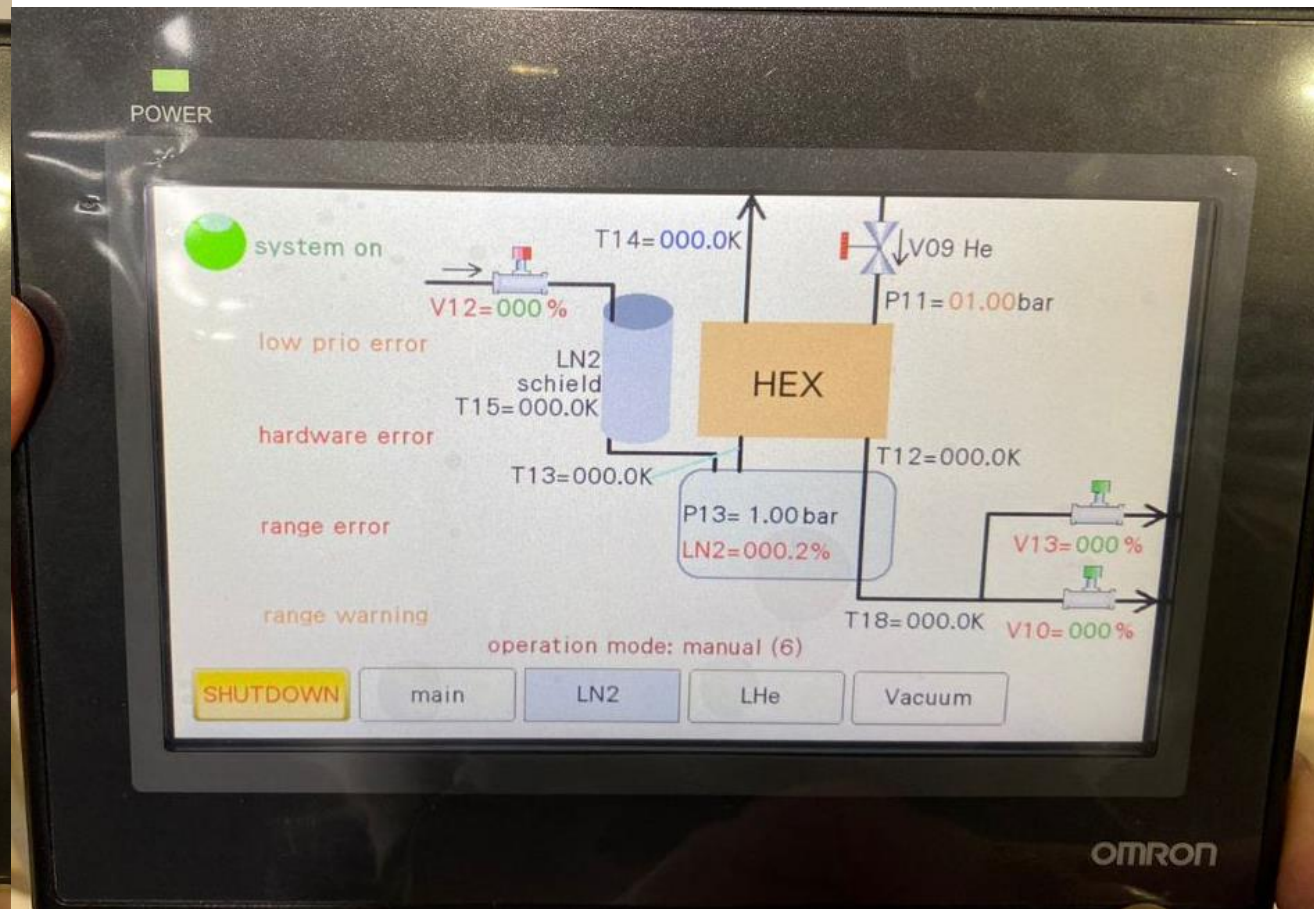 POWER
system on
T14=000.0K
V09 He
V12=000%
P11=01.00bar
low prio error
LN2
schield
T15=000.0K
HEX
hardware error
T13=000.0K
T12=000.0K
range error
P13= 1.00bar
LN2=000.2%
V13=000%
range warning
T18=000.0K
V10=000%
operation mode: manual (6)
SHUTDOWN
main
LN2
LHe
Vacuum
OMRON